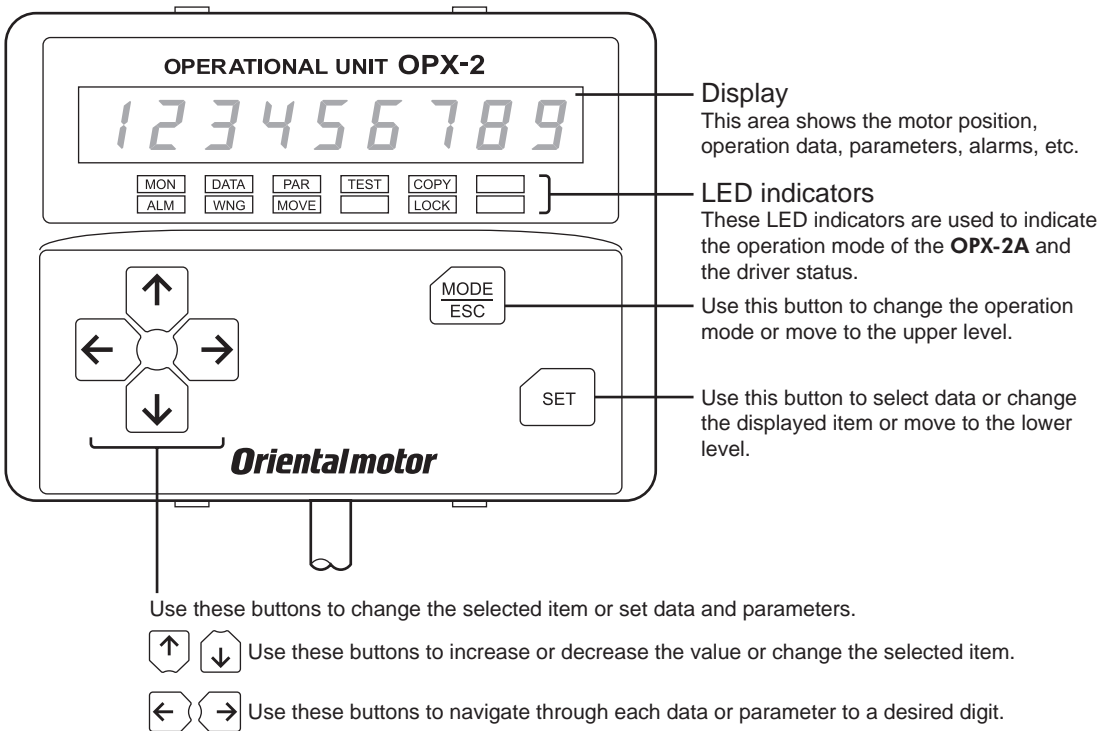 OPERATIONAL UNIT OPX-2
123456789
MON DATA PAR TEST COPY
ALM WNG MOVE LOCK
MODE
ESC
SET
Orientalmotor
Display
This area shows the motor position,
operation data, parameters, alarms, etc.
LED indicators
These LED indicators are used to indicate
the operation mode of the OPX-2A and
the driver status.
Use this button to change the operation
mode or move to the upper level.
Use this button to select data or change
the displayed item or move to the lower
level.
Use these buttons to change the selected item or set data and parameters.
↑ ↓ Use these buttons to increase or decrease the value or change the selected item.
← → Use these buttons to navigate through each data or parameter to a desired digit.